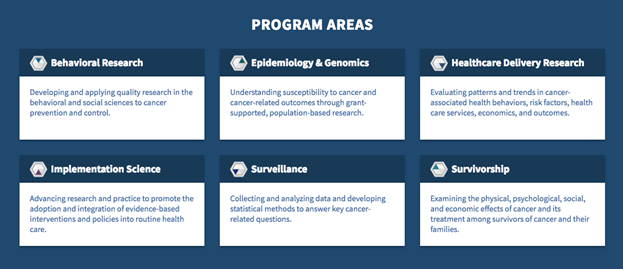 PROGRAM AREAS
Behavioral Research
Developing and applying quality research in the
behavioral and social sciences to cancer
prevention and control.
Epidemiology & Genomics
Understanding susceptibility to cancer and
cancer-related outcomes through grant-
supported, population-based research.
Healthcare Delivery Research
Evaluating patterns and trends in cancer-
associated health behaviors, risk factors, health
care services, economics, and outcomes.
Implementation Science
Advancing research and practice to promote the
adoption and integration of evidence-based
interventions and policies into routine health
care.
Surveillance
Collecting and analyzing data and developing
statistical methods to answer key cancer-
related questions.
Survivorship
Examining the physical, psychological, social,
and economic effects of cancer and its
treatment among survivors of cancer and their
families.